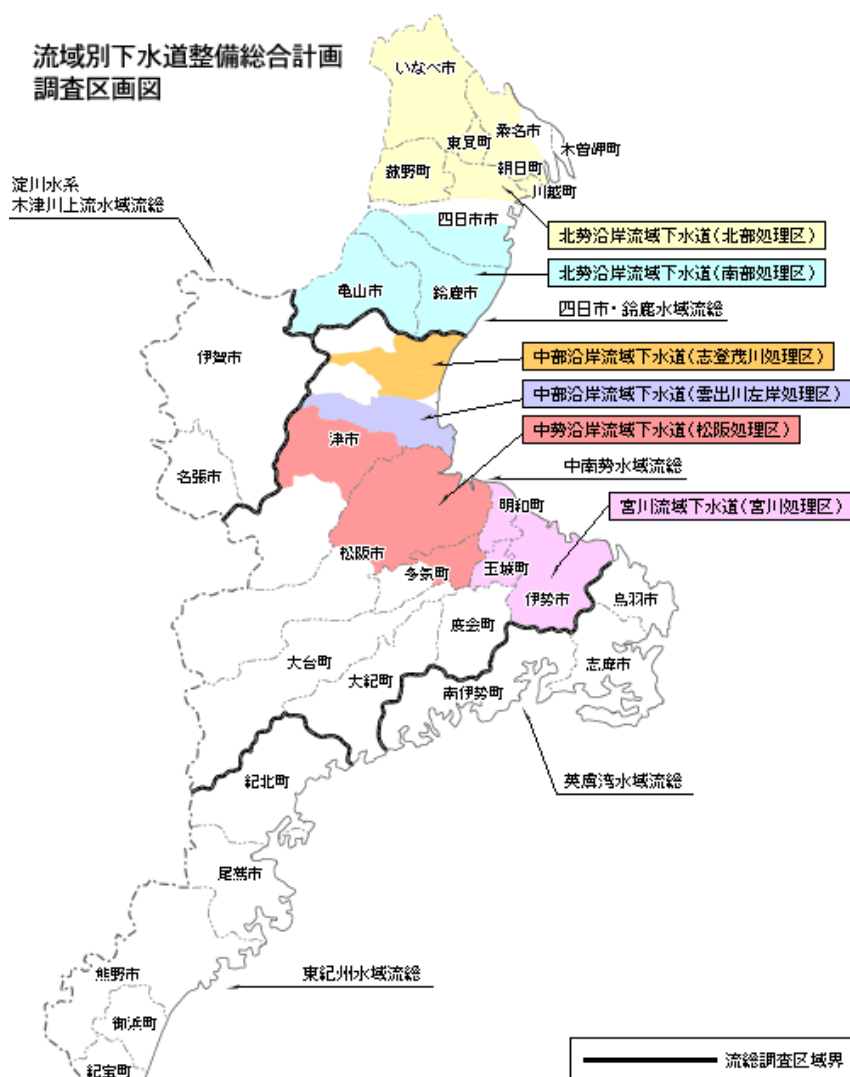 流域別下水道整備総合計画
調査区画図
いなべ市
桑名市
東員町
木曽岬町
朝日町
菰野町
川越町
淀川水系
木津川上流水域流総
四日市市
北勢沿岸流域下水道(北部処理区)
北勢沿岸流域下水道(南部処理区)
亀山市
鈴鹿市
四日市・鈴鹿水域流総
伊賀市
中部沿岸流域下水道(志登茂川処理区)
中部沿岸流域下水道(雲出川左岸処理区)
中勢沿岸流域下水道(松阪処理区)
津市
名張市
中南勢水域流総
明和町
宮川流域下水道(宮川処理区)
松阪市
多気町
玉城町
伊勢市
鳥羽市
度会町
大台町
志摩市
大紀町
南伊勢町
紀北町
英虞湾水域流総
尾鷲市
熊野市
東紀州水域流総
御浜町
紀宝町
流総調査区域界